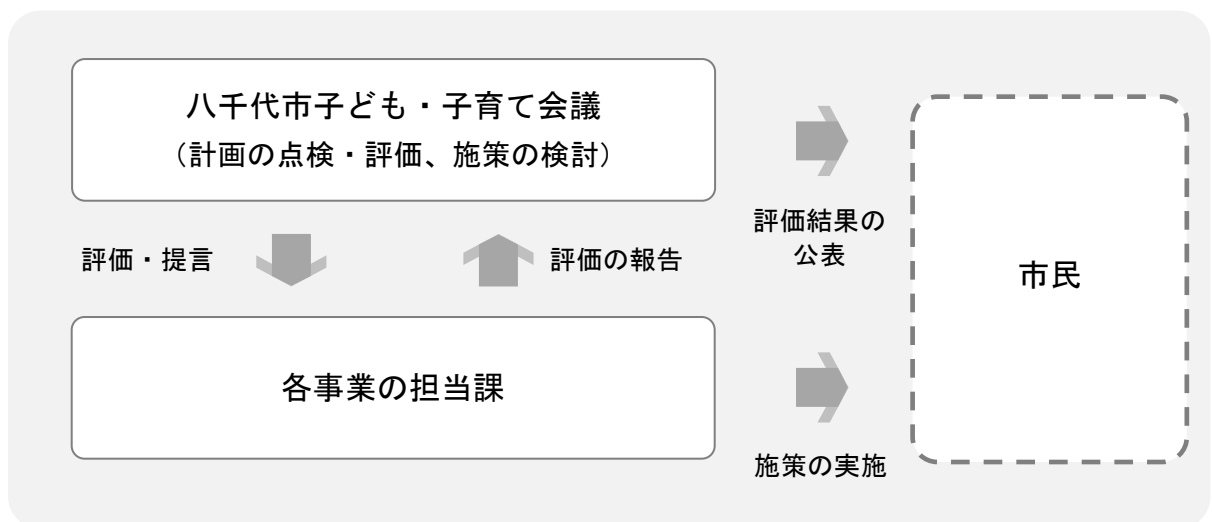 八千代市子ども・子育て会議
（計画の点検・評価、施策の検討）
評価・提言
評価の報告
評価結果の
公表
市民
各事業の担当課
施策の実施